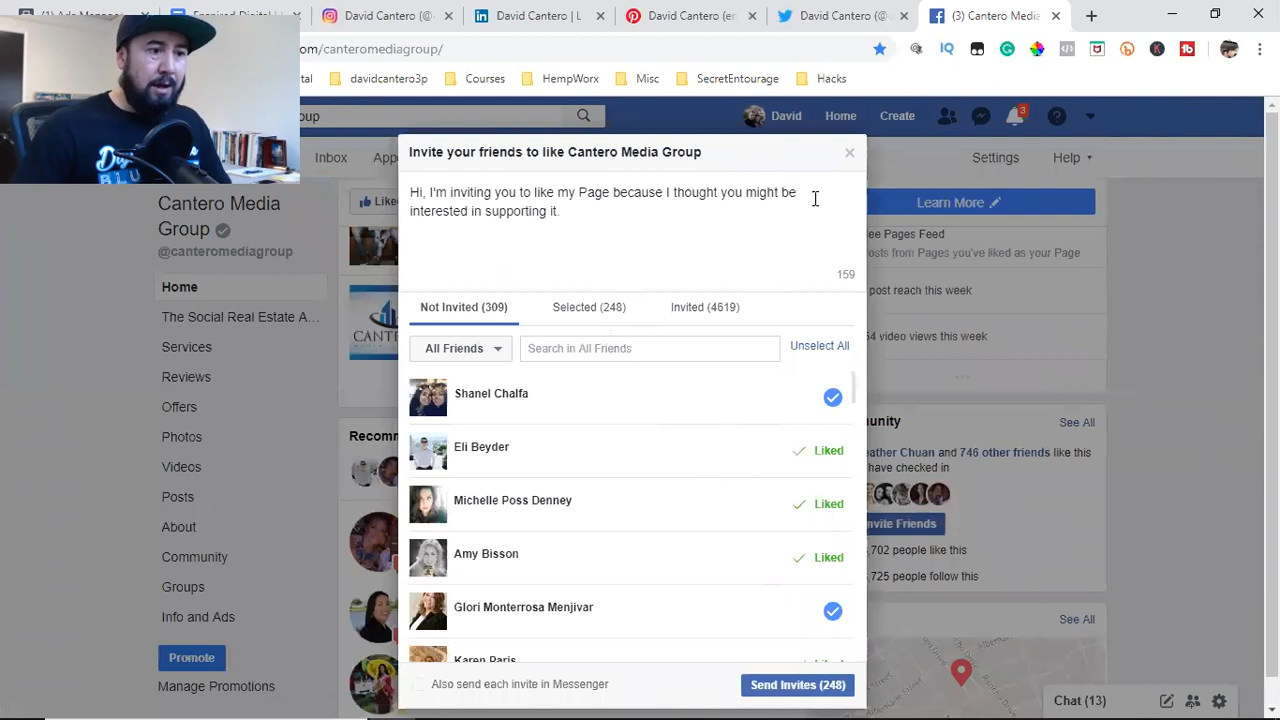 David Cantero (@
David Cantero |
David Cantero (en
David Cantero (@
(3) Cantero Media
om/canteromediagroup/
davidcantero3p
Courses
HempWorx
Misc
SecretEntourage
Hacks
David
Home
Create
3
Inbox
Settings
Help
Invite your friends to like Cantero Media Group
Hi, I'm inviting you to like my Page because I thought you might be
interested in supporting it.
159
Not Invited (309)
Selected (248)
Invited (4619)
All Friends
Search in All Friends
Unselect All
Shanel Chalfa
Eli Beyder
Liked
Michelle Poss Denney
Liked
Amy Bisson
Liked
Glori Monterrosa Menjivar
Karen Paris
Also send each invite in Messenger
Send Invites (248)
Cantero Media
Group
@canteromediagroup
Home
The Social Real Estate A...
Services
Reviews
Offers
Photos
Videos
Posts
About
Community
Groups
Info and Ads
Promote
Manage Promotions
Learn More
Pages Feed
Posts from Pages you've liked as your Page
post reach this week
video views this week
See All
Heather Chuan and 746 other friends like this
have checked in
Invite Friends
,702 people like this
,725 people follow this
See All
Chat (13)